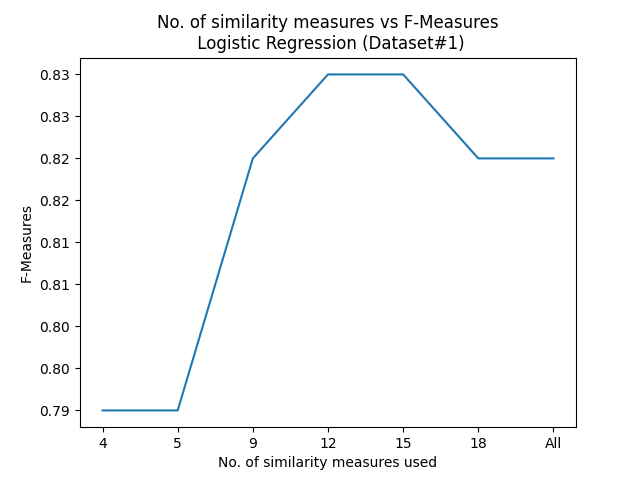 No. of similarity measures vs F-Measures
Logistic Regression (Dataset#1)
0.83
0.83
0.82
0.82
0.81
0.81
0.80
0.80
0.79
F-Measures
4 5 9 12 15 18 All
No. of similarity measures used